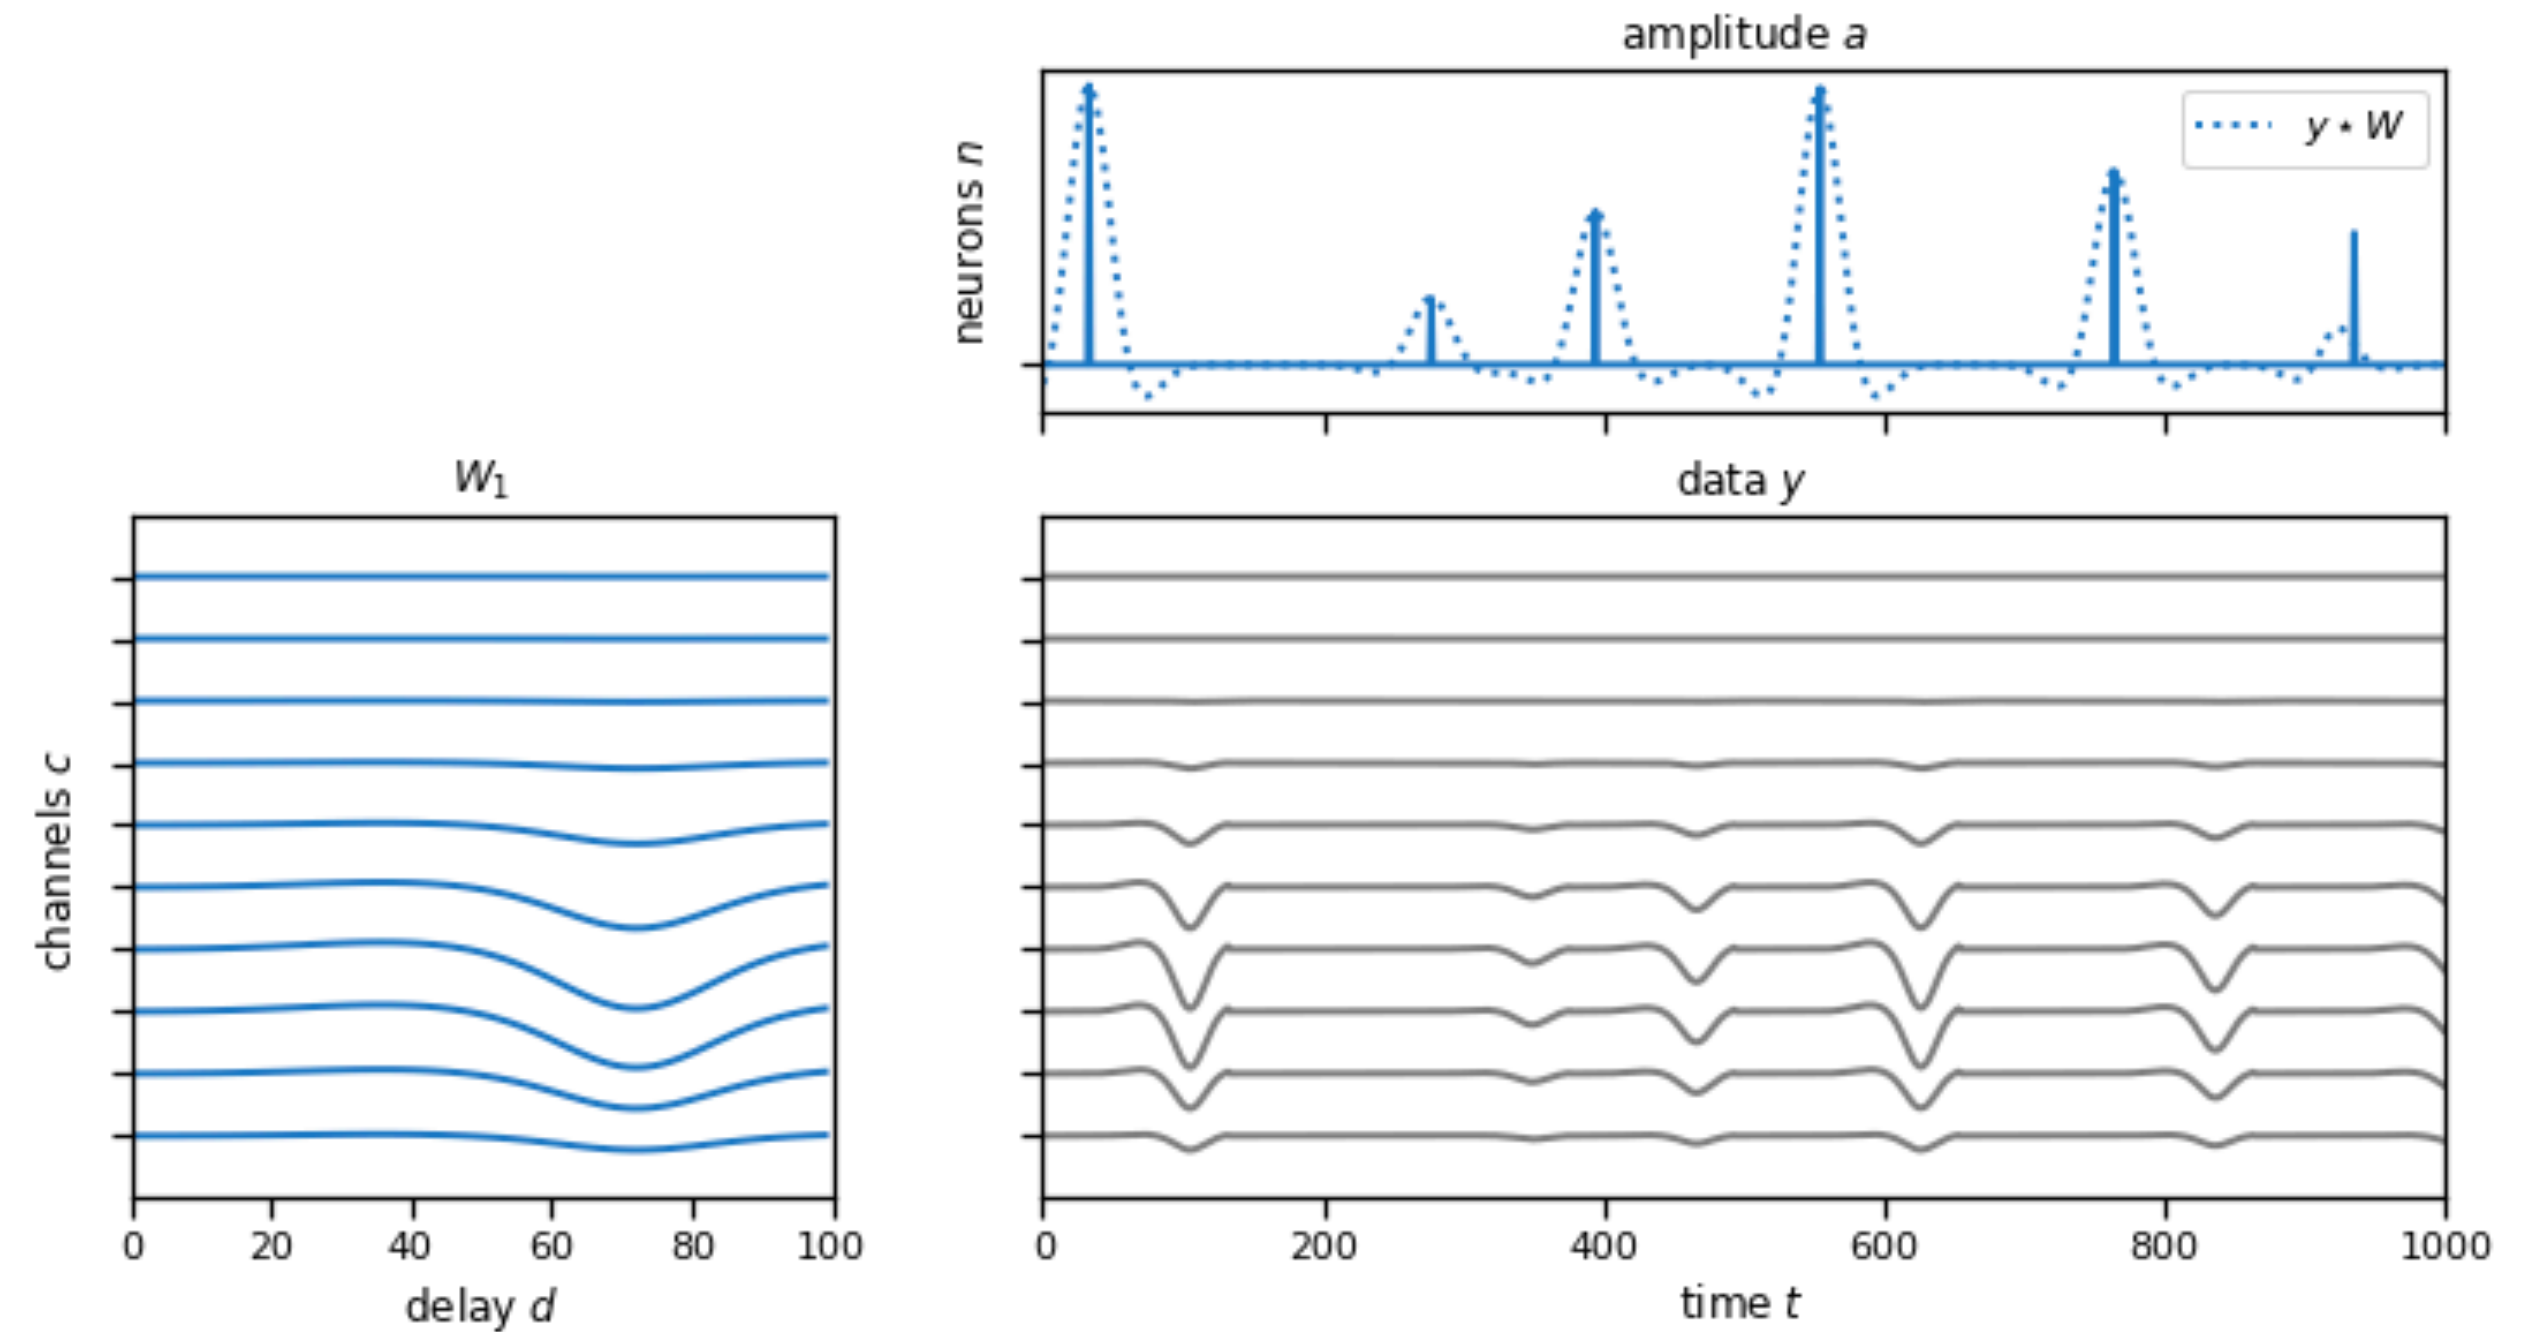 amplitude a
neurons n
y ⋆ W
W₁
data y
channels c
0 20 40 60 80 100
delay d
0 200 400 600 800 1000
time t